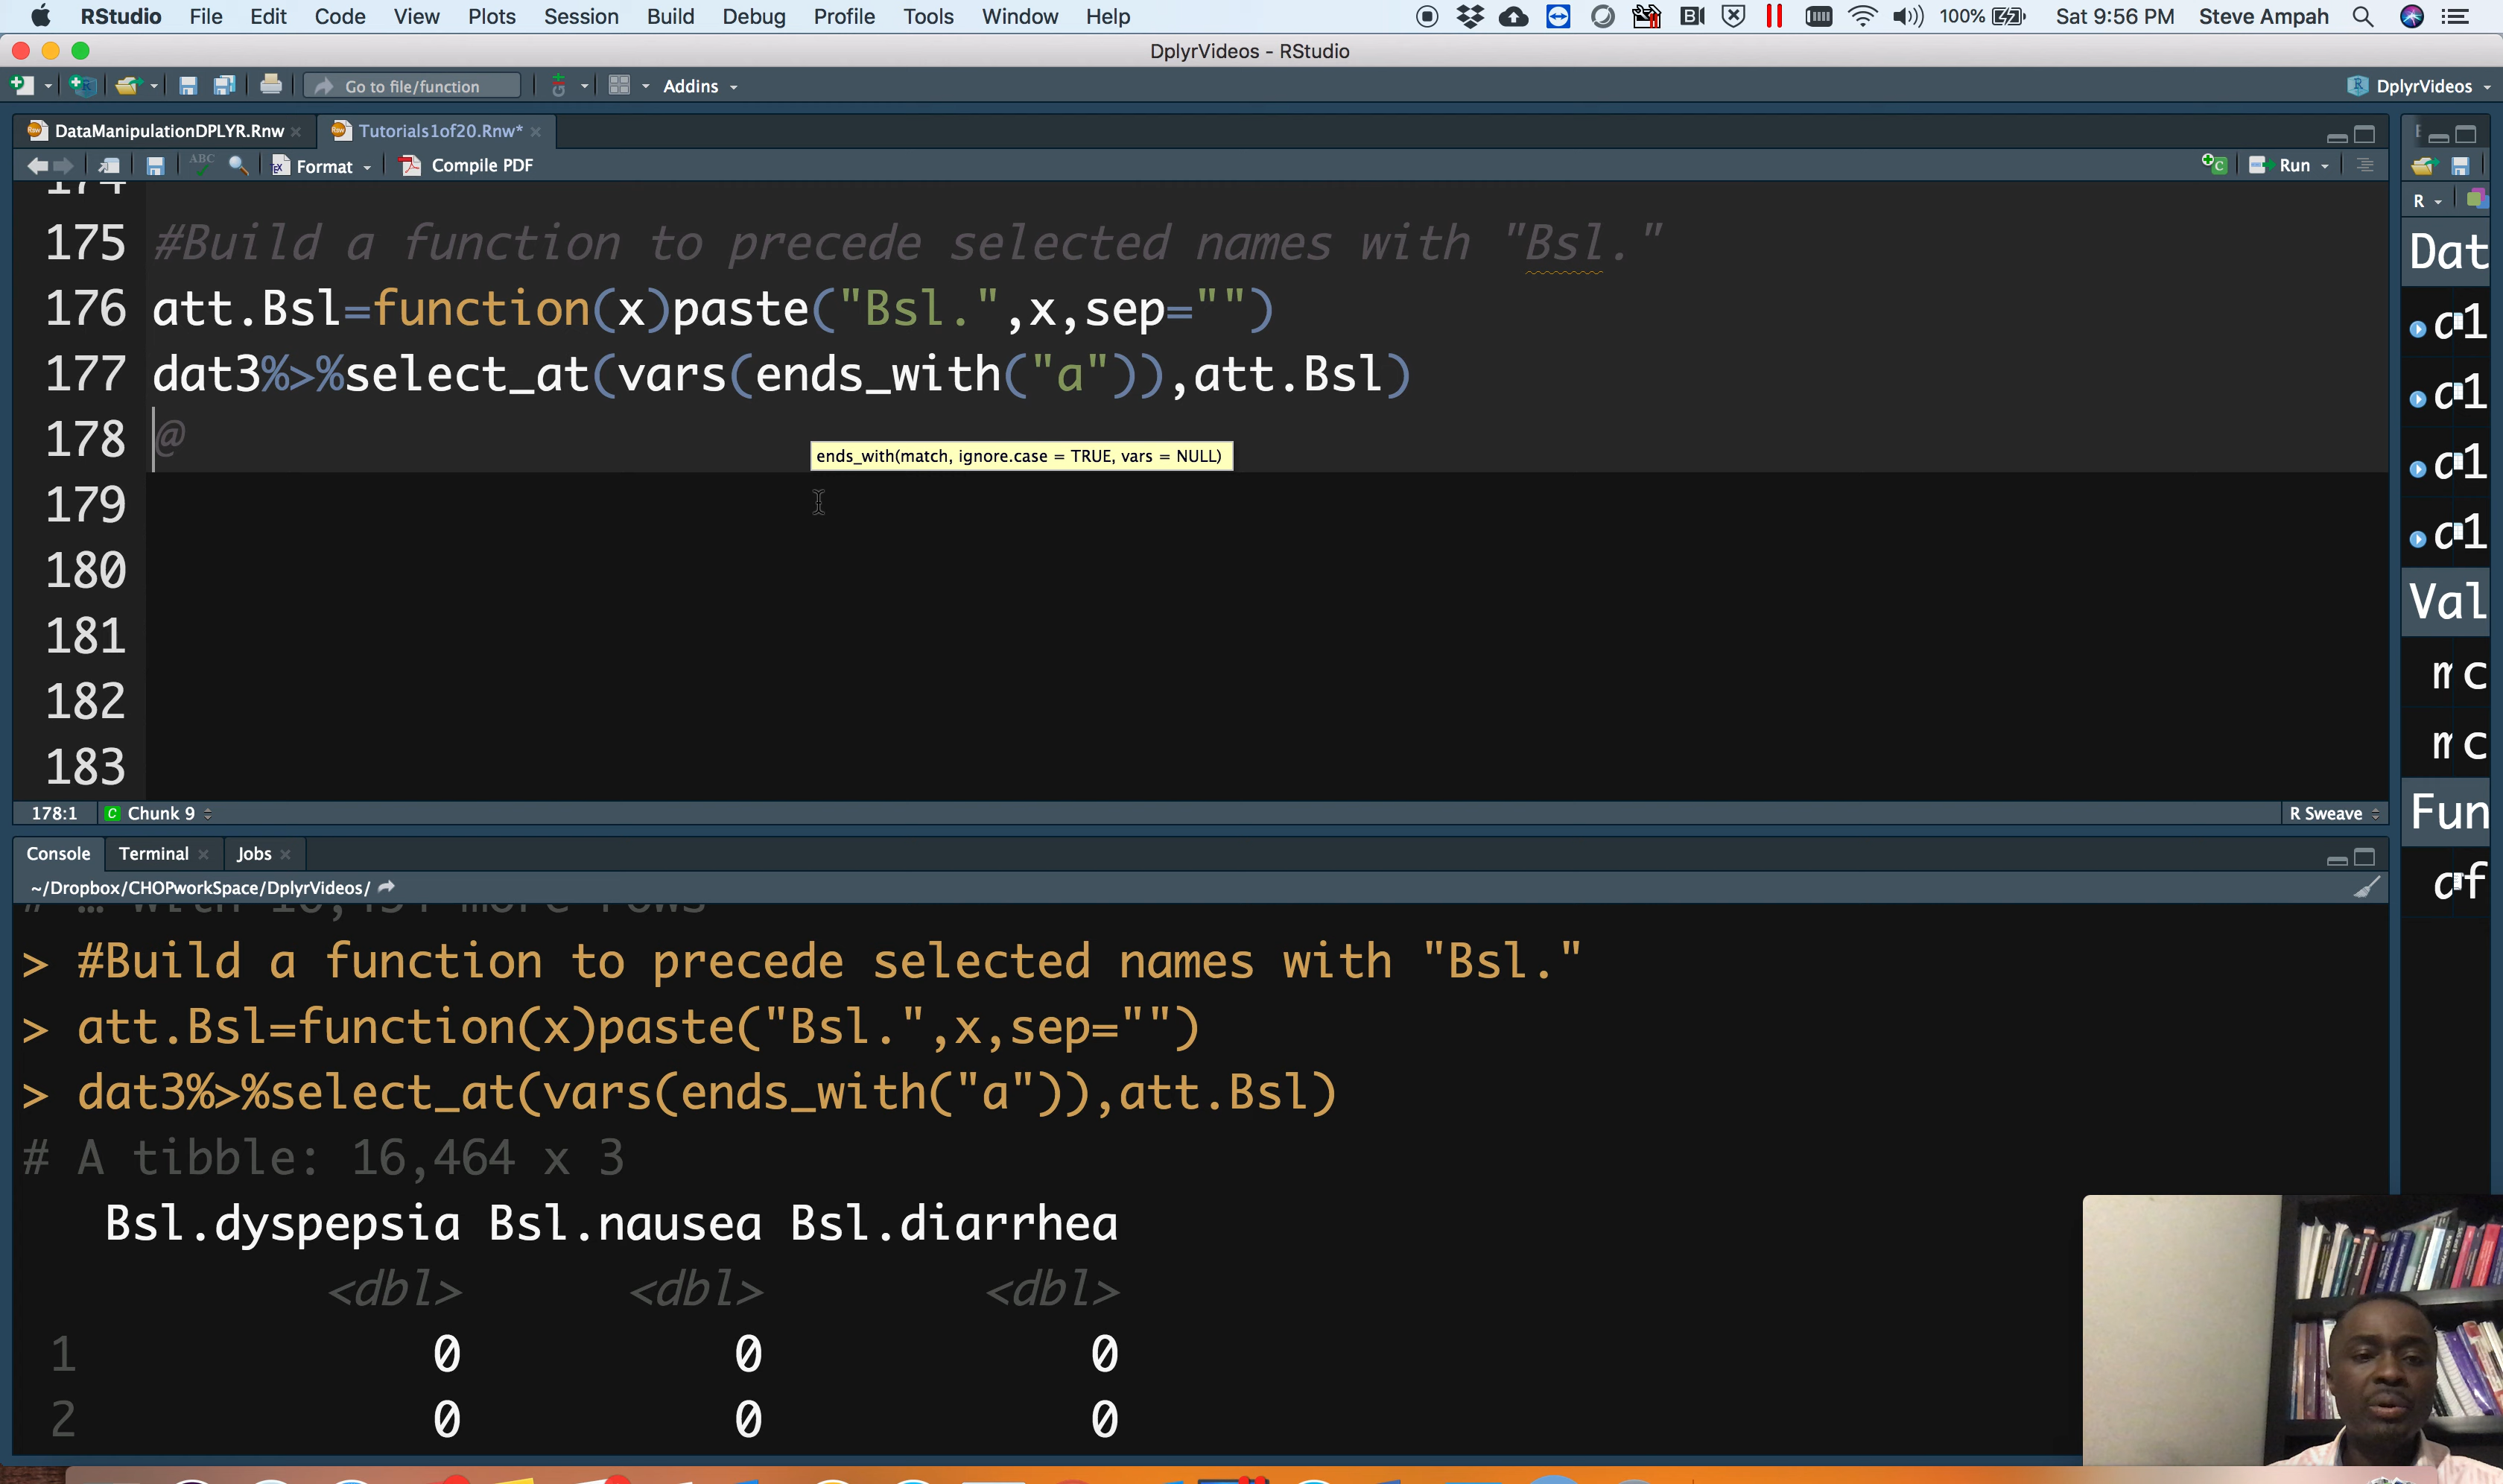 RStudio File Edit Code View Plots Session Build Debug Profile Tools Window Help 100% Sat 9:56 PM Steve Ampah
DplyrVideos - RStudio
Go to file/function Addins DplyrVideos
DataManipulationDPLYR.Rnw Tutorials1of20.Rnw*
ABC Format Compile PDF Run
R
174
175 #Build a function to precede selected names with "Bsl."
176 att.Bsl=function(x)paste("Bsl.",x,sep="")
177 dat3%>%select_at(vars(ends_with("a")),att.Bsl)
178 @
ends_with(match, ignore.case = TRUE, vars = NULL)
179
180
181
182
183
178:1 C Chunk 9 R Sweave
Dat
Val
Fun
Console Terminal Jobs
~/Dropbox/CHOPworkSpace/DplyrVideos/
> #Build a function to precede selected names with "Bsl."
> att.Bsl=function(x)paste("Bsl.",x,sep="")
> dat3%>%select_at(vars(ends_with("a")),att.Bsl)
# A tibble: 16,464 x 3
Bsl.dyspepsia Bsl.nausea Bsl.diarrhea
<dbl> <dbl> <dbl>
1 0 0 0
2 0 0 0